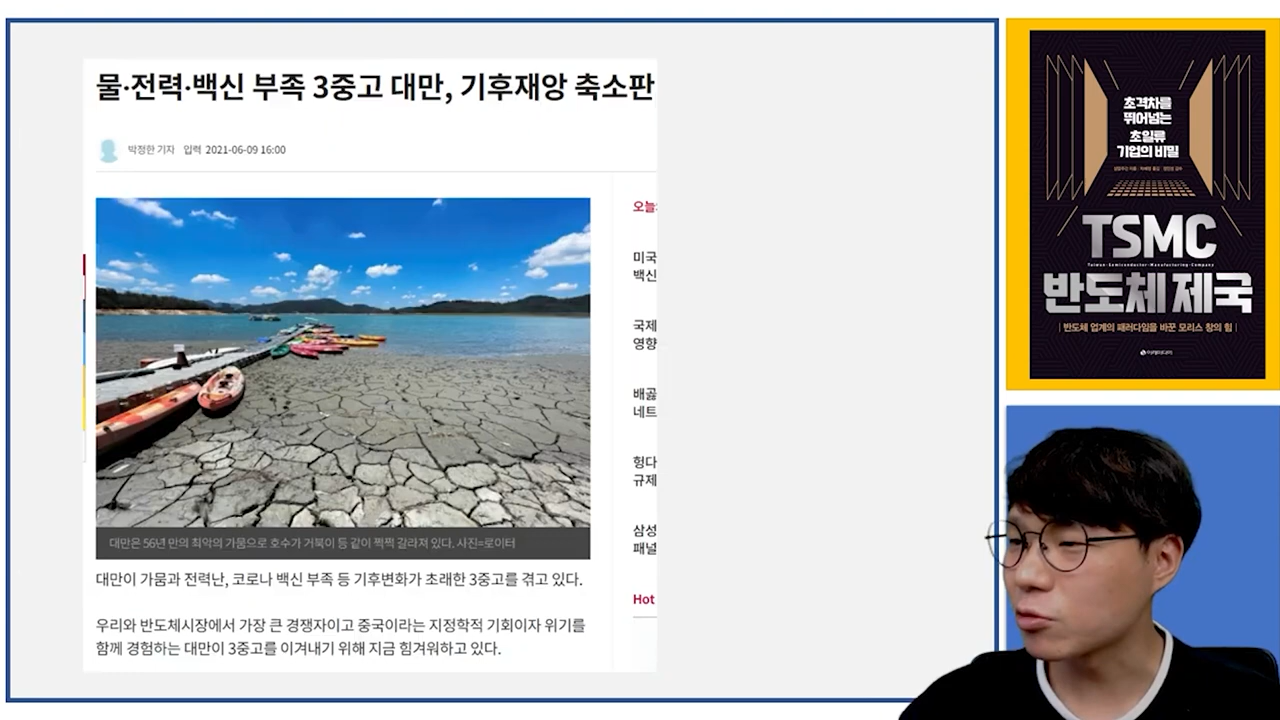 물·전력·백신 부족 3중고 대만, 기후재앙 축소판
박정한 기자 입력 2021-06-09 16:00
대만은 56년 만의 최악의 가뭄으로 호수가 거북이 등 같이 쩍쩍 갈라져 있다. 사진=로이터
대만이 가뭄과 전력난, 코로나 백신 부족 등 기후변화가 초래한 3중고를 겪고 있다.
우리와 반도체시장에서 가장 큰 경쟁자이고 중국이라는 지정학적 기회이자 위기를
함께 경험하는 대만이 3중고를 이겨내기 위해 지금 힘겨워하고 있다.
오늘
미국
백신
국제
영향
배곯
네트
헝다
규제
삼성
패널
Hot
초격차를
뛰어넘는
초일류
기업의 비밀
TSMC
Taiwan Semiconductor Manufacturing Company
반도체 제국
반도체 업계의 패러다임을 바꾼 모리스 창의 힘
이레미디어